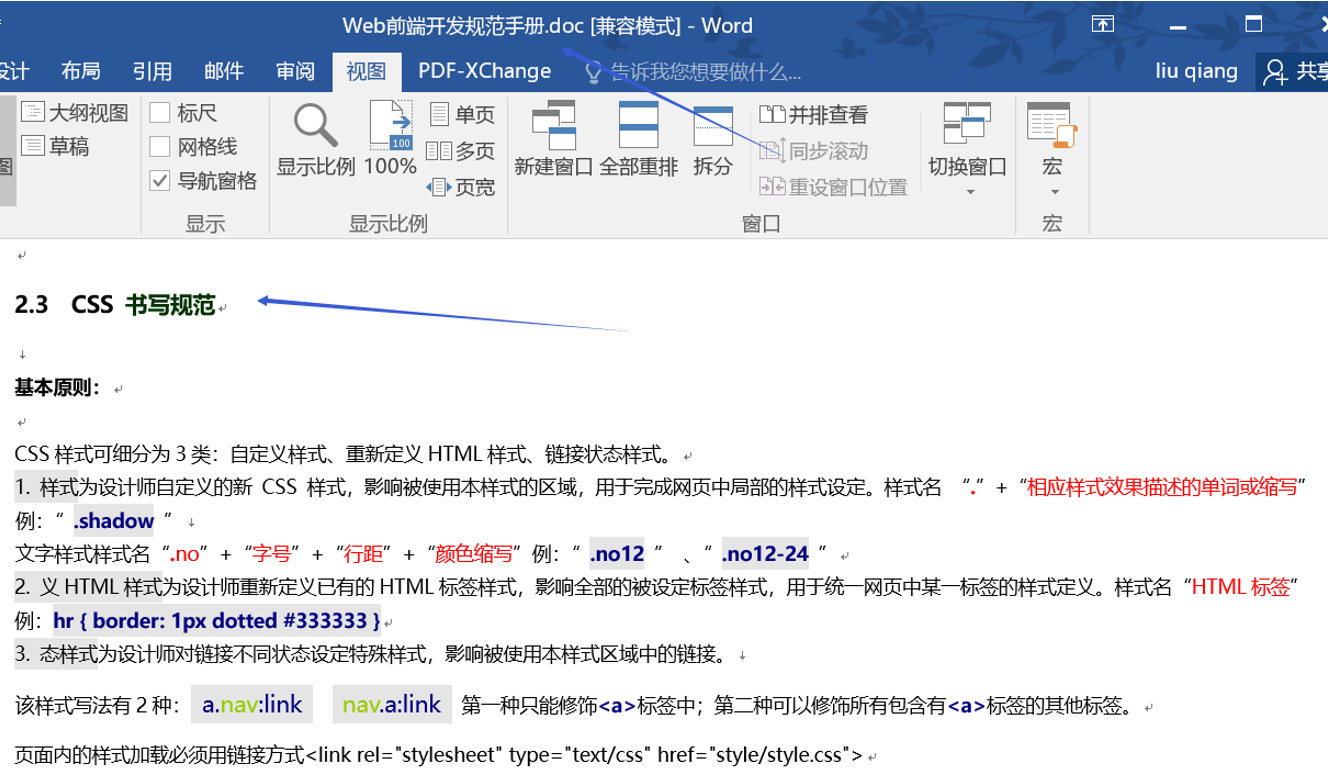 Web前端开发规范手册.doc [兼容模式] - Word
设计 布局 引用 邮件 审阅 视图 PDF-XChange 告诉我您想要做什么... liu qiang 共享
大纲视图 标尺 单页 并排查看
草稿 网格线 多页 同步滚动
图 导航窗格 显示比例 100% 页宽 新建窗口 全部重排 拆分 重设窗口位置 切换窗口 宏
100
显示 显示比例 窗口 宏
2.3 CSS 书写规范
基本原则：
CSS 样式可细分为 3 类：自定义样式、重新定义 HTML 样式、链接状态样式。
1. 样式为设计师自定义的新 CSS 样式，影响被使用本样式的区域，用于完成网页中局部的样式设定。样式名 “.”+“相应样式效果描述的单词或缩写”
例：“ .shadow ”
文字样式样式名“.no”+“字号”+“行距”+“颜色缩写”例：“ .no12 ” 、“ .no12-24 ”
2. 义 HTML 样式为设计师重新定义已有的 HTML 标签样式，影响全部的被设定标签样式，用于统一网页中某一标签的样式定义。样式名“HTML 标签”
例：hr { border: 1px dotted #333333 }
3. 态样式为设计师对链接不同状态设定特殊样式，影响被使用本样式区域中的链接。
该样式写法有 2 种： a.nav:link nav.a:link 第一种只能修饰<a>标签中；第二种可以修饰所有包含有<a>标签的其他标签。
页面内的样式加载必须用链接方式<link rel="stylesheet" type="text/css" href="style/style.css">